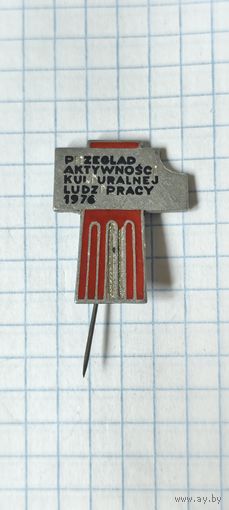 PRZEGLĄD
AKTYWNOŚCI
KULTURALNEJ
LUDZI PRACY
1976
www.ay.by